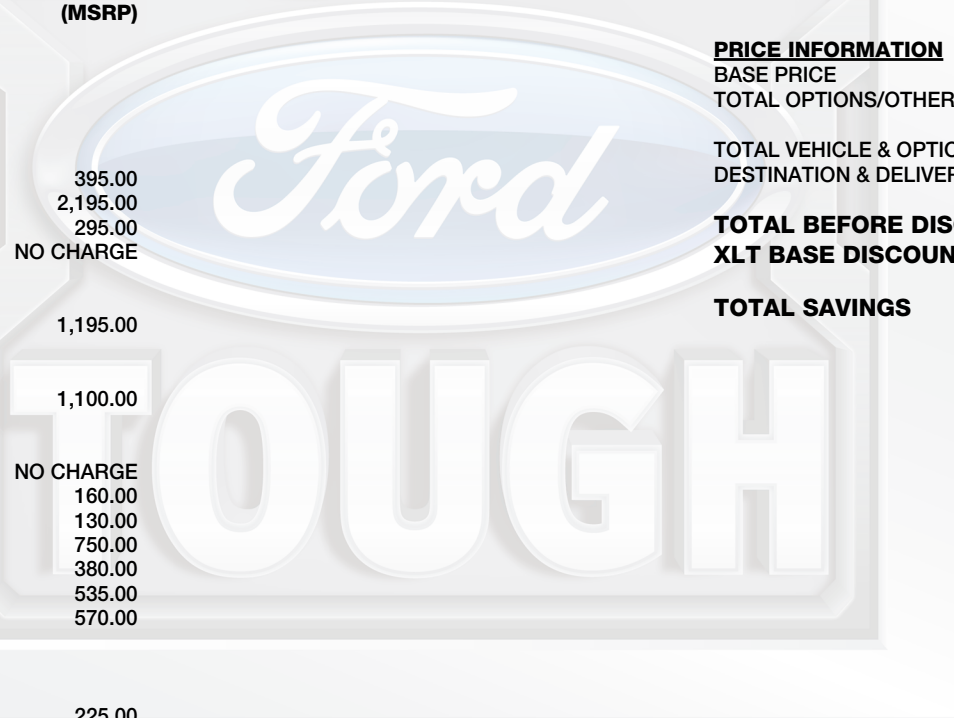 (MSRP)
395.00
2,195.00
295.00
NO CHARGE
1,195.00
1,100.00
NO CHARGE
160.00
130.00
750.00
380.00
535.00
570.00
225.00
PRICE INFORMATION
BASE PRICE
TOTAL OPTIONS/OTHER
TOTAL VEHICLE & OPTIO
DESTINATION & DELIVER
TOTAL BEFORE DISC
XLT BASE DISCOUN
TOTAL SAVINGS
Ford
TOUGH